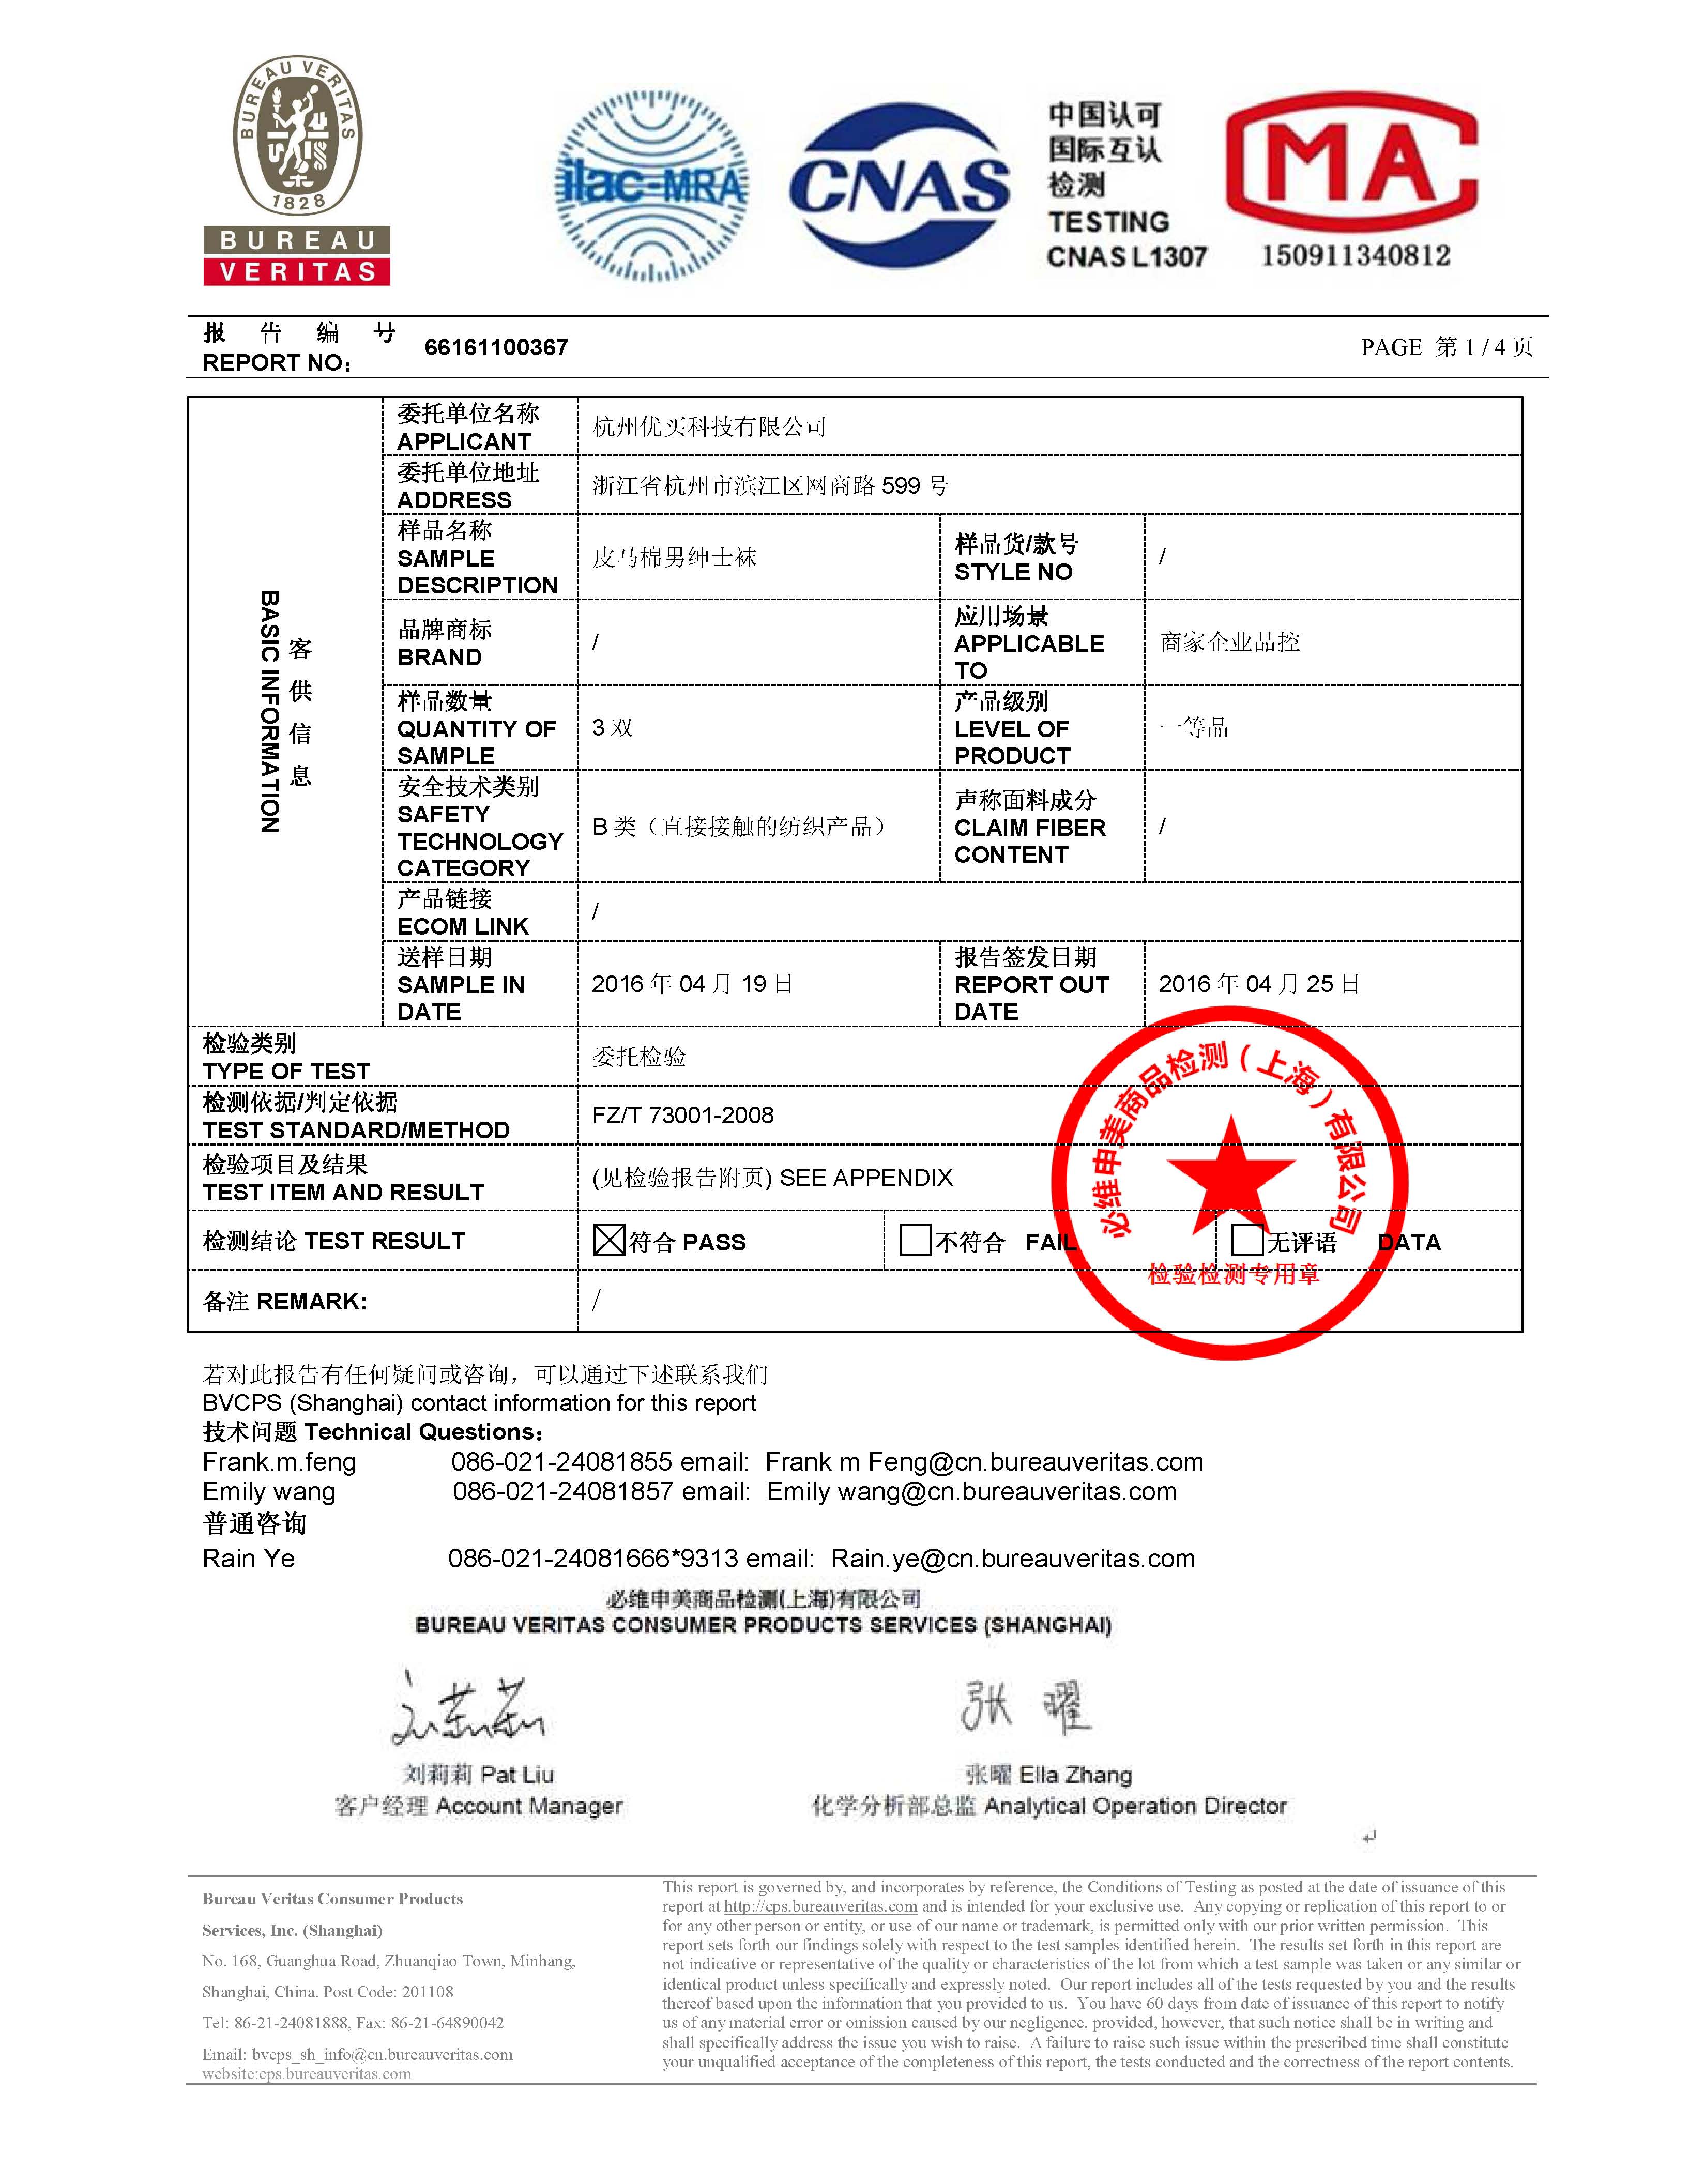 BUREAU VERITAS
1828
BUREAU
VERITAS
ilac-MRA
CNAS
中国认可
国际互认
检测
TESTING
CNAS L1307
MA
150911340812
报 告 编 号
REPORT NO：
66161100367
PAGE 第 1 / 4 页
客供信息
BASIC INFORMATION
委托单位名称
APPLICANT
杭州优买科技有限公司
委托单位地址
ADDRESS
浙江省杭州市滨江区网商路 599 号
样品名称
SAMPLE
DESCRIPTION
皮马棉男绅士袜
样品货/款号
STYLE NO
/
品牌商标
BRAND
/
应用场景
APPLICABLE
TO
商家企业品控
样品数量
QUANTITY OF
SAMPLE
3 双
产品级别
LEVEL OF
PRODUCT
一等品
安全技术类别
SAFETY
TECHNOLOGY
CATEGORY
B 类（直接接触的纺织产品）
声称面料成分
CLAIM FIBER
CONTENT
/
产品链接
ECOM LINK
/
送样日期
SAMPLE IN
DATE
2016 年 04 月 19 日
报告签发日期
REPORT OUT
DATE
2016 年 04 月 25 日
检验类别
TYPE OF TEST
委托检验
检测依据/判定依据
TEST STANDARD/METHOD
FZ/T 73001-2008
检验项目及结果
TEST ITEM AND RESULT
(见检验报告附页) SEE APPENDIX
检测结论 TEST RESULT
符合 PASS
不符合 FAIL
无评语 DATA
备注 REMARK:
/
必维申美商品检测（上海）有限公司
检验检测专用章
若对此报告有任何疑问或咨询，可以通过下述联系我们
BVCPS (Shanghai) contact information for this report
技术问题 Technical Questions：
Frank.m.feng 086-021-24081855 email: Frank m Feng@cn.bureauveritas.com
Emily wang 086-021-24081857 email: Emily wang@cn.bureauveritas.com
普通咨询
Rain Ye 086-021-24081666*9313 email: Rain.ye@cn.bureauveritas.com
必维申美商品检测(上海)有限公司
BUREAU VERITAS CONSUMER PRODUCTS SERVICES (SHANGHAI)
刘莉莉 张曜
刘莉莉 Pat Liu 张曜 Ella Zhang
客户经理 Account Manager 化学分析部总监 Analytical Operation Director
Bureau Veritas Consumer Products
Services, Inc. (Shanghai)
No. 168, Guanghua Road, Zhuanqiao Town, Minhang,
Shanghai, China. Post Code: 201108
Tel: 86-21-24081888, Fax: 86-21-64890042
Email: bvcps_sh_info@cn.bureauveritas.com
website:cps.bureauveritas.com
This report is governed by, and incorporates by reference, the Conditions of Testing as posted at the date of issuance of this
report at http://cps.bureauveritas.com and is intended for your exclusive use. Any copying or replication of this report to or
for any other person or entity, or use of our name or trademark, is permitted only with our prior written permission. This
report sets forth our findings solely with respect to the test samples identified herein. The results set forth in this report are
not indicative or representative of the quality or characteristics of the lot from which a test sample was taken or any similar or
identical product unless specifically and expressly noted. Our report includes all of the tests requested by you and the results
thereof based upon the information that you provided to us. You have 60 days from date of issuance of this report to notify
us of any material error or omission caused by our negligence, provided, however, that such notice shall be in writing and
shall specifically address the issue you wish to raise. A failure to raise such issue within the prescribed time shall constitute
your unqualified acceptance of the completeness of this report, the tests conducted and the correctness of the report contents.